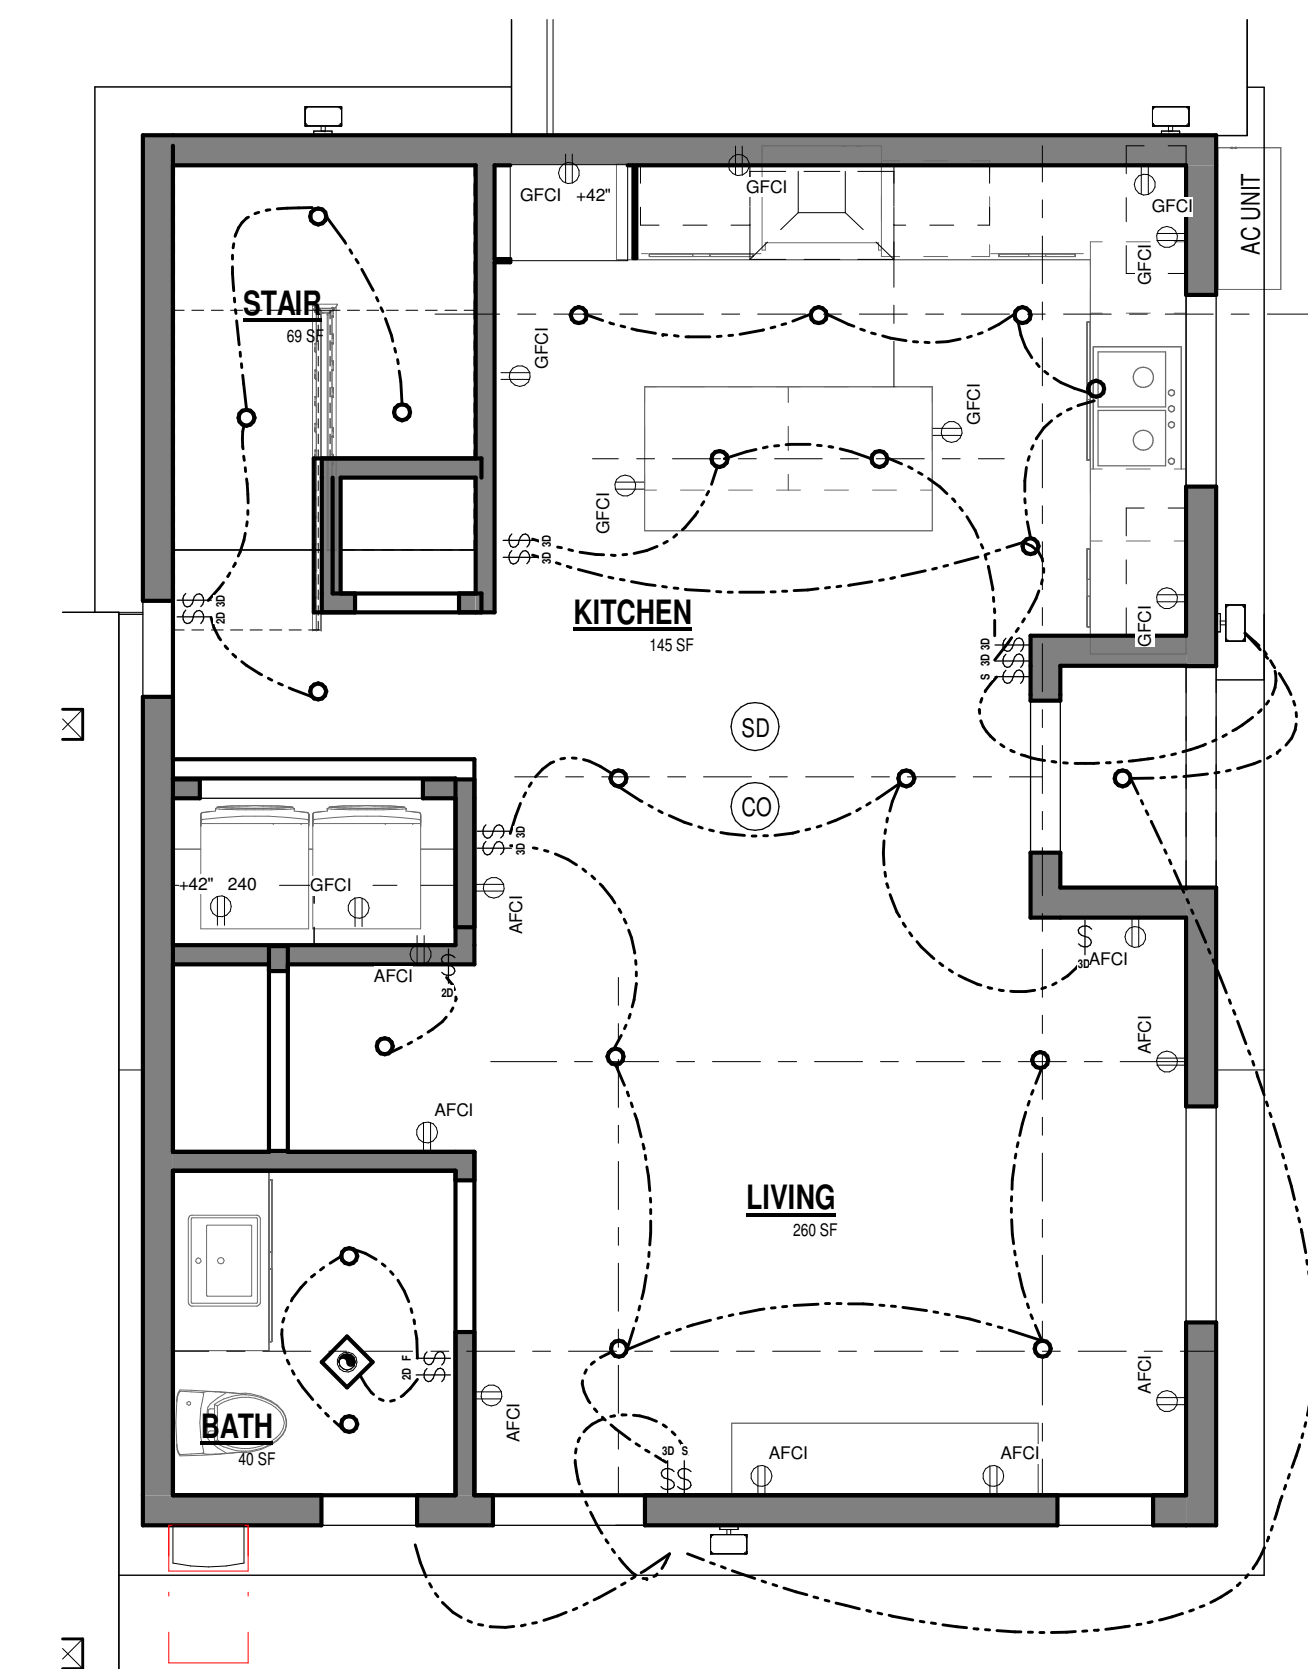 AC UNIT
GFCI +42"
GFCI
GFCI
GFCI
STAIR
69 SF
GFCI
GFCI
GFCI
3D
3D
2D 3D
KITCHEN
145 SF
GFCI
S 3D 3D
SD
CO
3D
3D
+42" 240 GFCI
AFCI
AFCI
2D
3D
AFCI
AFCI
AFCI
LIVING
260 SF
2D F
AFCI
AFCI
BATH
40 SF
3D S
AFCI
AFCI